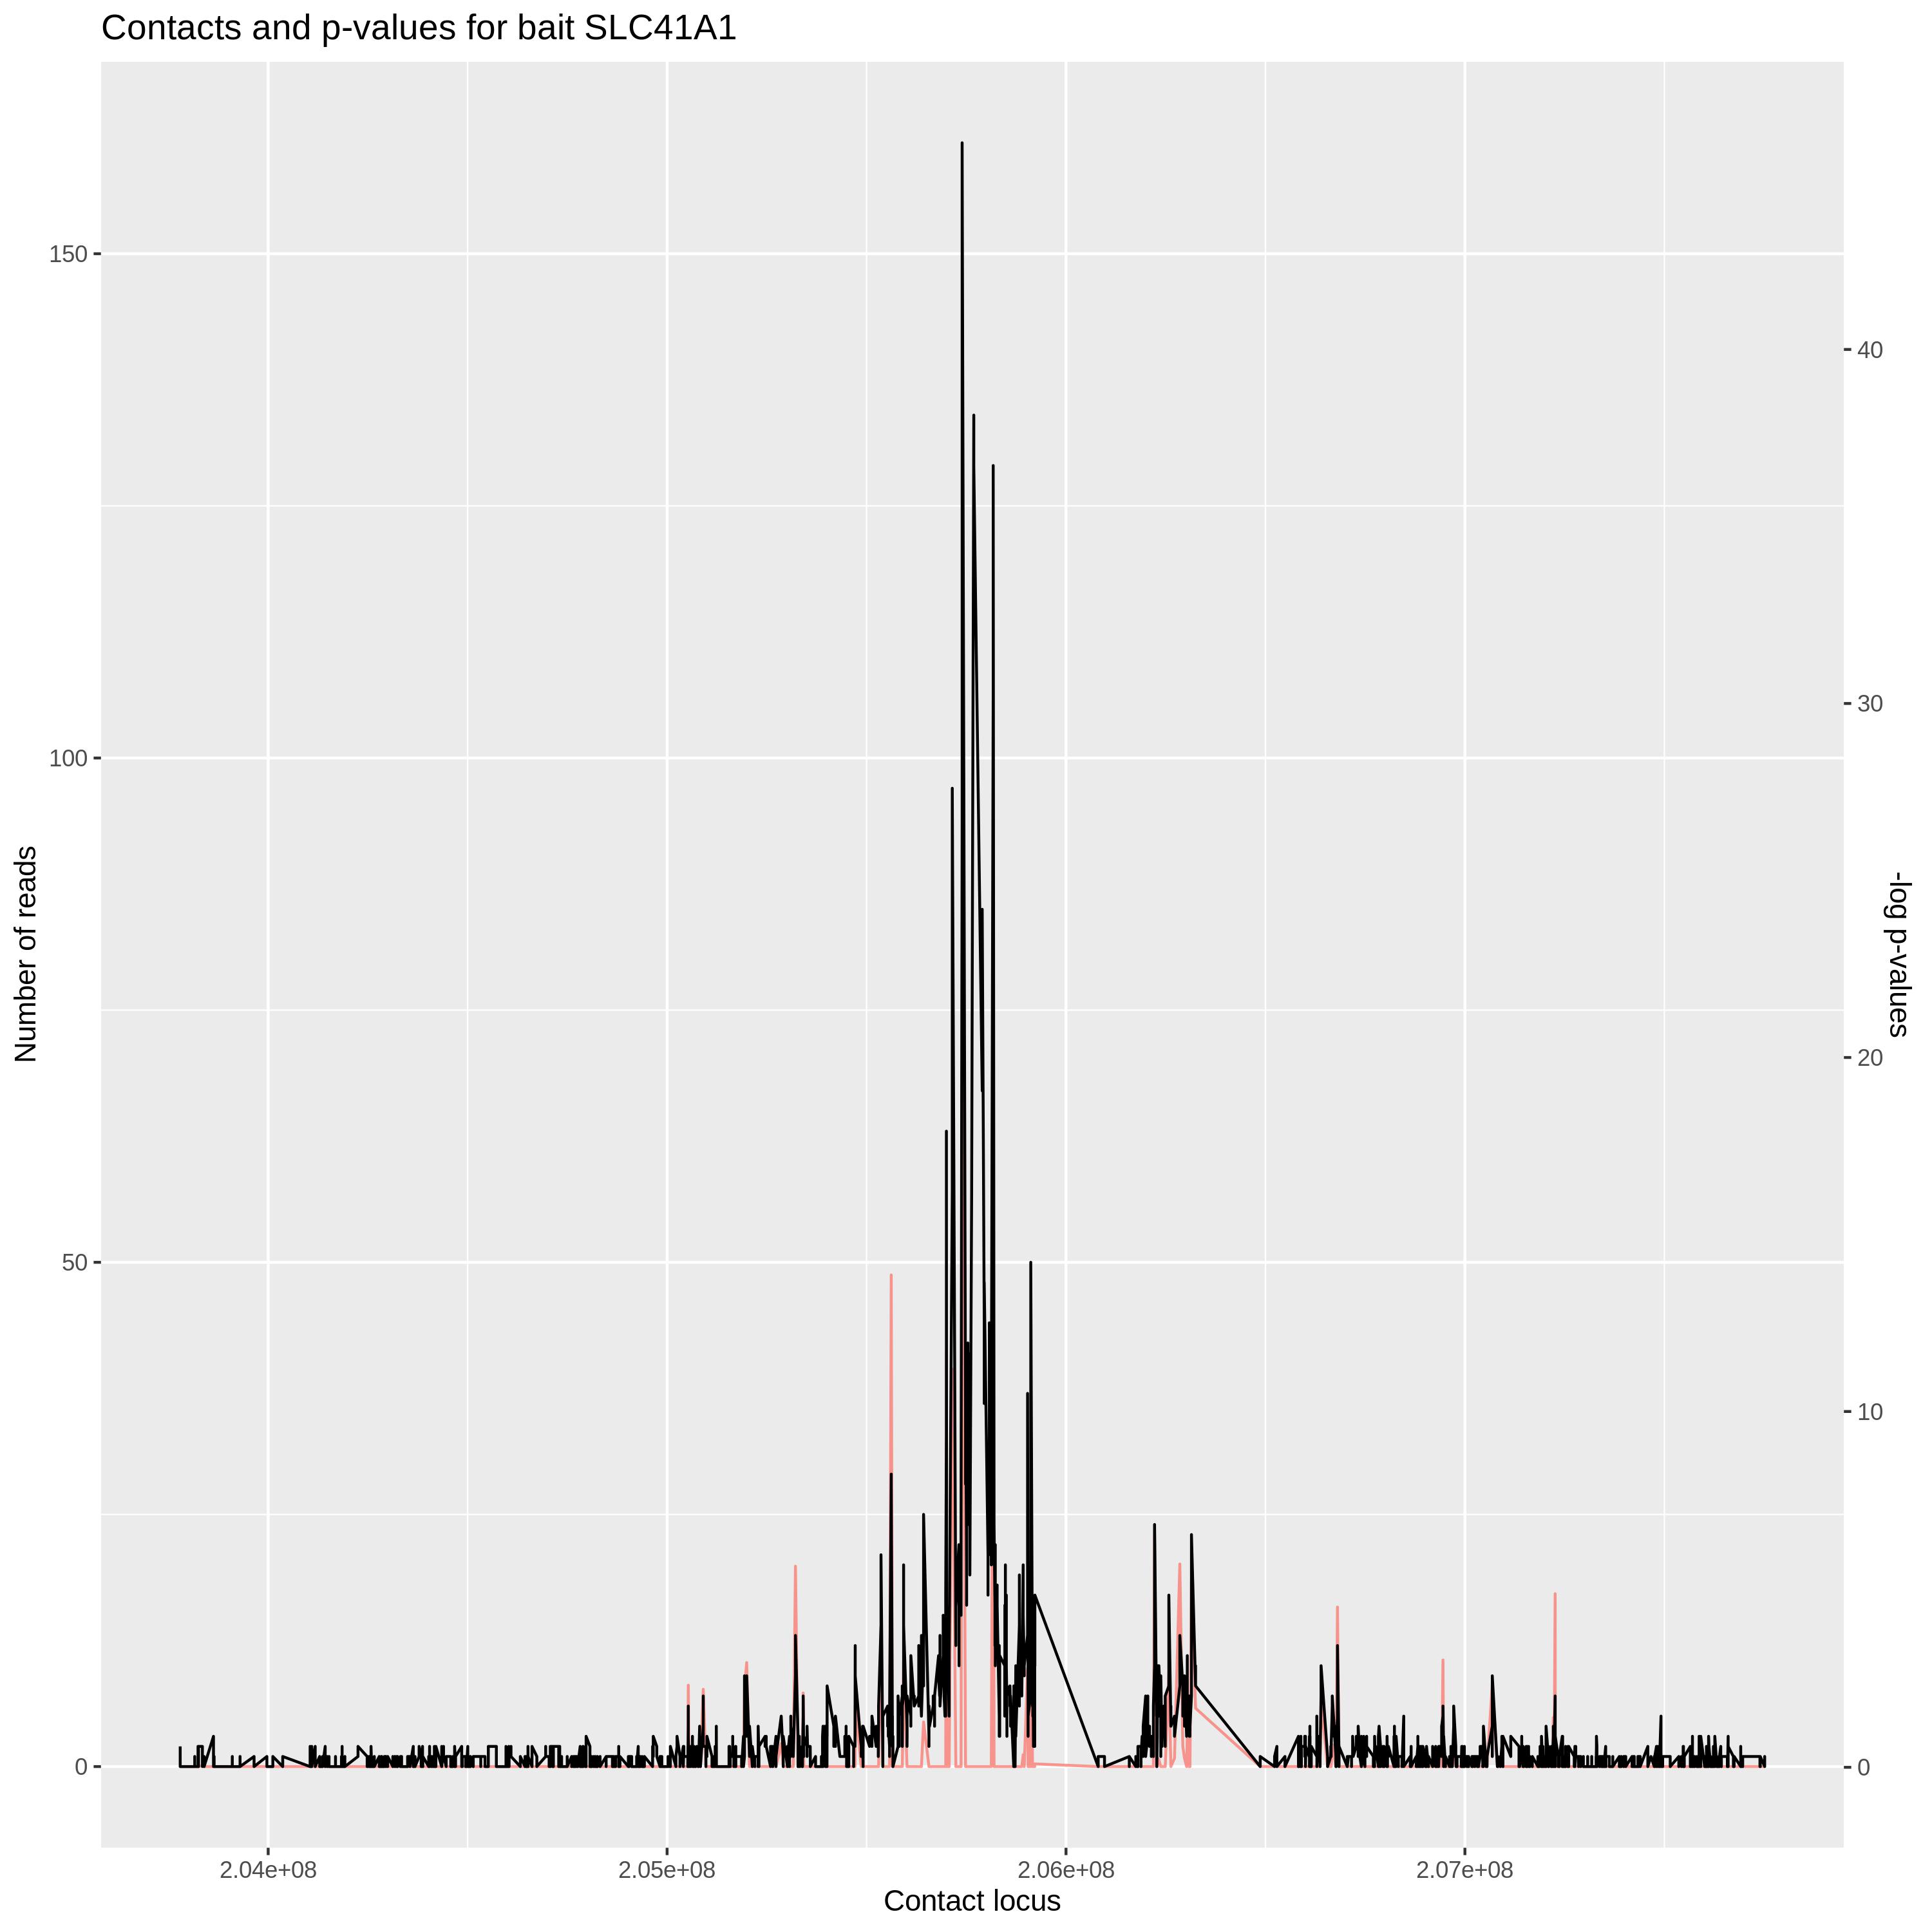 Contacts and p-values for bait SLC41A1
150
100
50
0
Number of reads
40
30
20
10
0
-log p-values
2.04e+08
2.05e+08
2.06e+08
2.07e+08
Contact locus